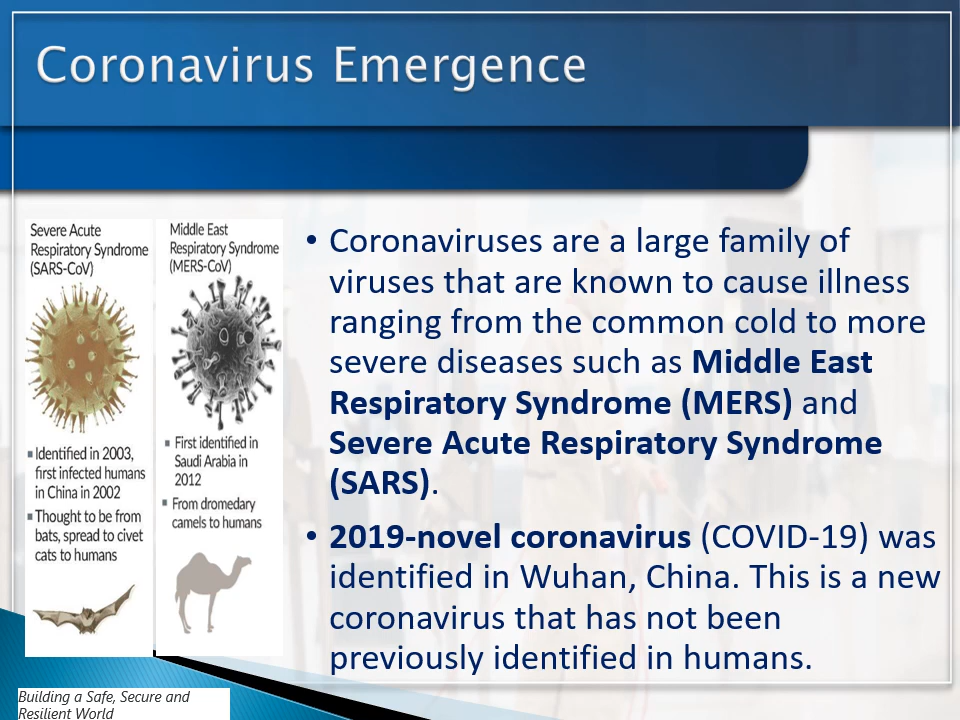 Coronavirus Emergence
Severe Acute
Respiratory Syndrome
(SARS-CoV)
▪Identified in 2003,
first infected humans
in China in 2002
▪Thought to be from
bats, spread to civet
cats to humans
Middle East
Respiratory Syndrome
(MERS-CoV)
▪ First identified in
Saudi Arabia in
2012
▪ From dromedary
camels to humans
• Coronaviruses are a large family of
viruses that are known to cause illness
ranging from the common cold to more
severe diseases such as Middle East
Respiratory Syndrome (MERS) and
Severe Acute Respiratory Syndrome
(SARS).
• 2019-novel coronavirus (COVID-19) was
identified in Wuhan, China. This is a new
coronavirus that has not been
previously identified in humans.
Building a Safe, Secure and
Resilient World